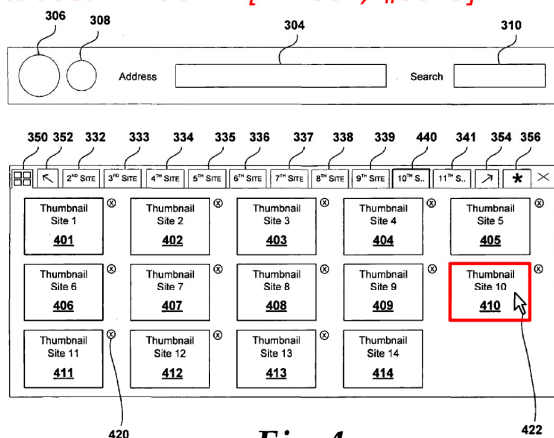 306 308 304 310
Address Search
350 352 332 333 334 335 336 337 338 339 440 341 354 356
2ND SITE 3RD SITE 4TH SITE 5TH SITE 6TH SITE 7TH SITE 8TH SITE 9TH SITE 10TH S.. 11TH S.. * ×
Thumbnail Thumbnail Thumbnail Thumbnail Thumbnail
Site 1 Site 2 Site 3 Site 4 Site 5
401 402 403 404 405
Thumbnail Thumbnail Thumbnail Thumbnail Thumbnail
Site 6 Site 7 Site 8 Site 9 Site 10
406 407 408 409 410
Thumbnail Thumbnail Thumbnail Thumbnail
Site 11 Site 12 Site 13 Site 14
411 412 413 414
420 422